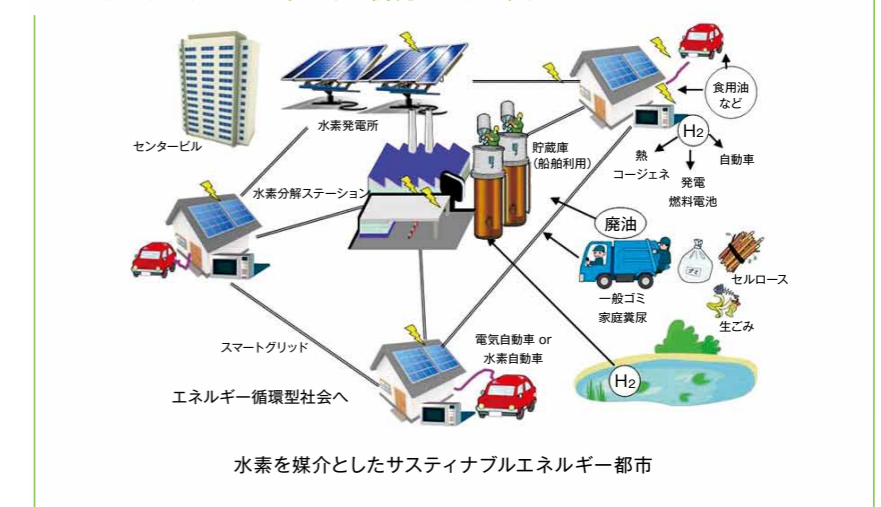 センタービル
水素発電所
貯蔵庫
(船舶利用)
食用油
など
H2
熱
コージェネ
発電
燃料電池
自動車
水素分解ステーション
廃油
ゴミ
セルロース
一般ゴミ
家庭糞尿
生ごみ
スマートグリッド
電気自動車 or
水素自動車
H2
エネルギー循環型社会へ
水素を媒介としたサスティナブルエネルギー都市